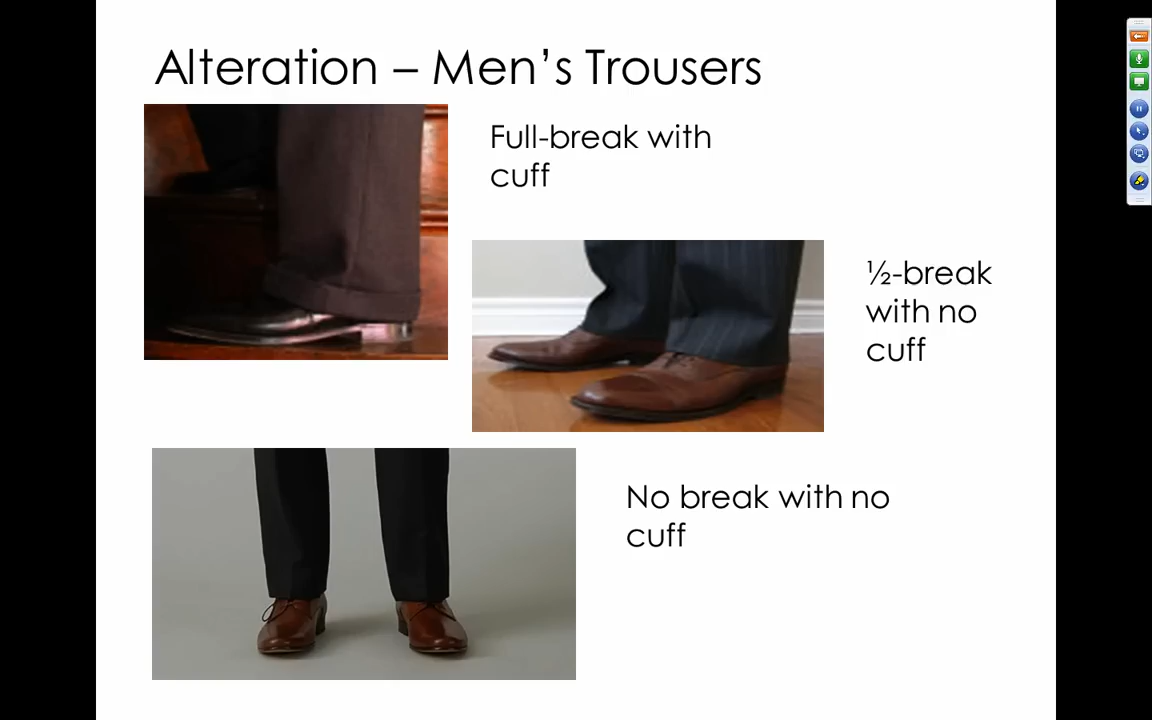 Alteration – Men’s Trousers
Full-break with
cuff
½-break
with no
cuff
No break with no
cuff